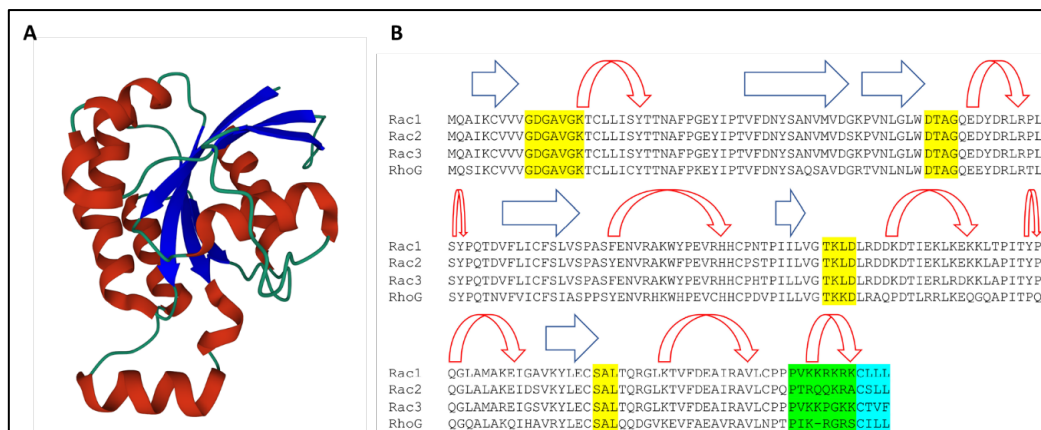 A
B
Rac1 MQAIKCVVVGDGAVGKTCLLISYTTNAFPGEYIPTVFDNYSANVMVDGKPVNLGLWDTAGQEDYDRLRPL
Rac2 MQAIKCVVVGDGAVGKTCLLISYTTNAFPGEYIPTVFDNYSANVMVDSKPVNLGLWDTAGQEDYDRLRPL
Rac3 MQAIKCVVVGDGAVGKTCLLISYTTNAFPGEYIPTVFDNYSANVMVDGKPVNLGLWDTAGQEDYDRLRPL
RhoG MQSIKCVVVGDGAVGKTCLLICYTTNAFPKEYIPTVFDNYSAQSAVDGRTVNLNLWDTAGQEEYDRLRTL
Rac1 SYPQTDVFLICFSLVSPASFENVRAKWYPEVRHHCPNTPIILVGTKLDLRDDKDTIEKLKEKKLTPITYP
Rac2 SYPQTDVFLICFSLVSPASYENVRAKWFPEVRHHCPSTPIILVGTKLDLRDDKDTIEKLKEKKLAPITYP
Rac3 SYPQTDVFLICFSLVSPASFENVRAKWYPEVRHHCPHTPILLVGTKLDLRDDKDTIERLRDKKLAPITYP
RhoG SYPQTNVFVICFSIASPPSYENVRHKWHPEVCHHCPDVPILLVGTKKDLRAQPDTLRRLKEQGQAPITPQ
Rac1 QGLAMAKEIGAVKYLECSALTQRGLKTVFDEAIRAVLCPPPVKKRKRKCLLL
Rac2 QGLALAKEIDSVKYLECSALTQRGLKTVFDEAIRAVLCPQPTRQQKRACSLL
Rac3 QGLAMAREIGSVKYLECSALTQRGLKTVFDEAIRAVLCPPPVKKPGKKCTVF
RhoG QGQALAKQIHAVRYLECSALQQDGVKEVFAEAVRAVLNPTPIK-RGRSCILL